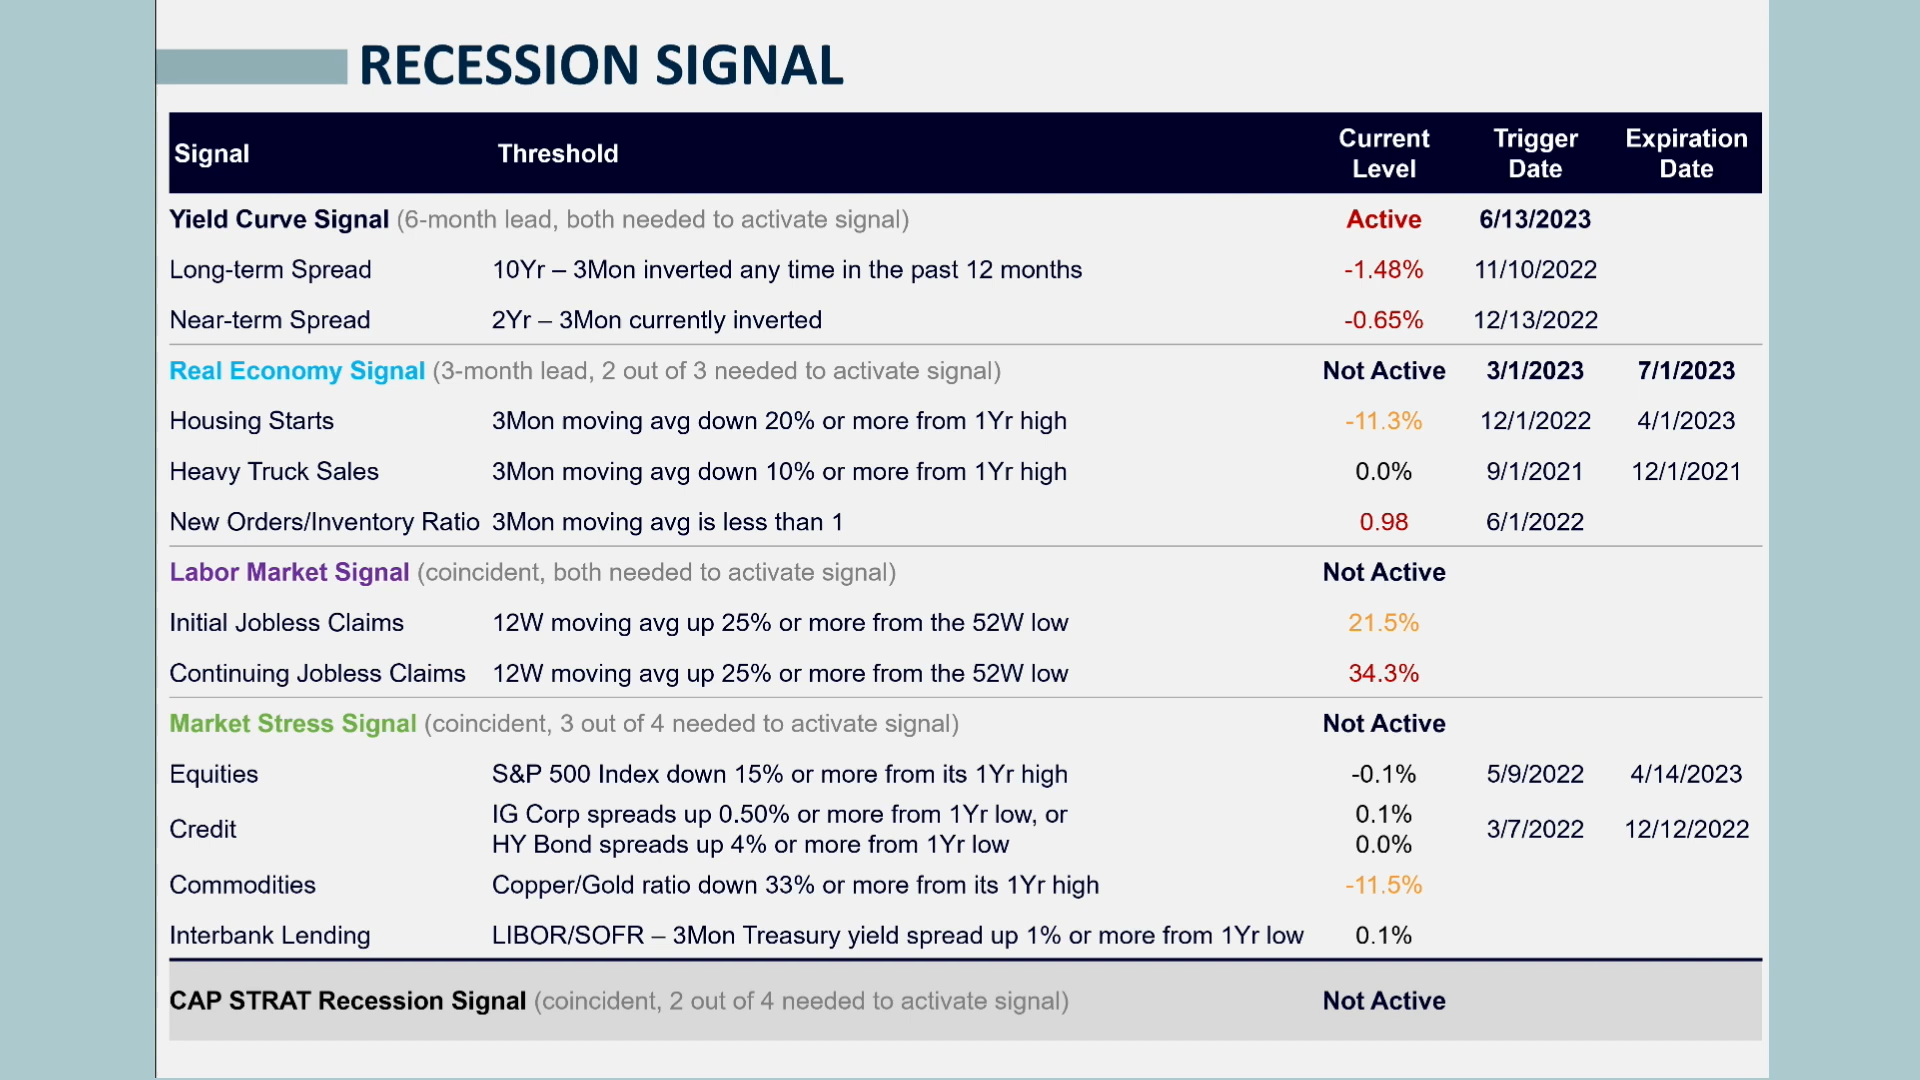 RECESSION SIGNAL
Signal Threshold Current Level Trigger Date Expiration Date
Yield Curve Signal (6-month lead, both needed to activate signal) Active 6/13/2023
Long-term Spread 10Yr – 3Mon inverted any time in the past 12 months -1.48% 11/10/2022
Near-term Spread 2Yr – 3Mon currently inverted -0.65% 12/13/2022
Real Economy Signal (3-month lead, 2 out of 3 needed to activate signal) Not Active 3/1/2023 7/1/2023
Housing Starts 3Mon moving avg down 20% or more from 1Yr high -11.3% 12/1/2022 4/1/2023
Heavy Truck Sales 3Mon moving avg down 10% or more from 1Yr high 0.0% 9/1/2021 12/1/2021
New Orders/Inventory Ratio 3Mon moving avg is less than 1 0.98 6/1/2022
Labor Market Signal (coincident, both needed to activate signal) Not Active
Initial Jobless Claims 12W moving avg up 25% or more from the 52W low 21.5%
Continuing Jobless Claims 12W moving avg up 25% or more from the 52W low 34.3%
Market Stress Signal (coincident, 3 out of 4 needed to activate signal) Not Active
Equities S&P 500 Index down 15% or more from its 1Yr high -0.1% 5/9/2022 4/14/2023
Credit IG Corp spreads up 0.50% or more from 1Yr low, or 0.1% 3/7/2022 12/12/2022
HY Bond spreads up 4% or more from 1Yr low 0.0%
Commodities Copper/Gold ratio down 33% or more from its 1Yr high -11.5%
Interbank Lending LIBOR/SOFR – 3Mon Treasury yield spread up 1% or more from 1Yr low 0.1%
CAP STRAT Recession Signal (coincident, 2 out of 4 needed to activate signal) Not Active